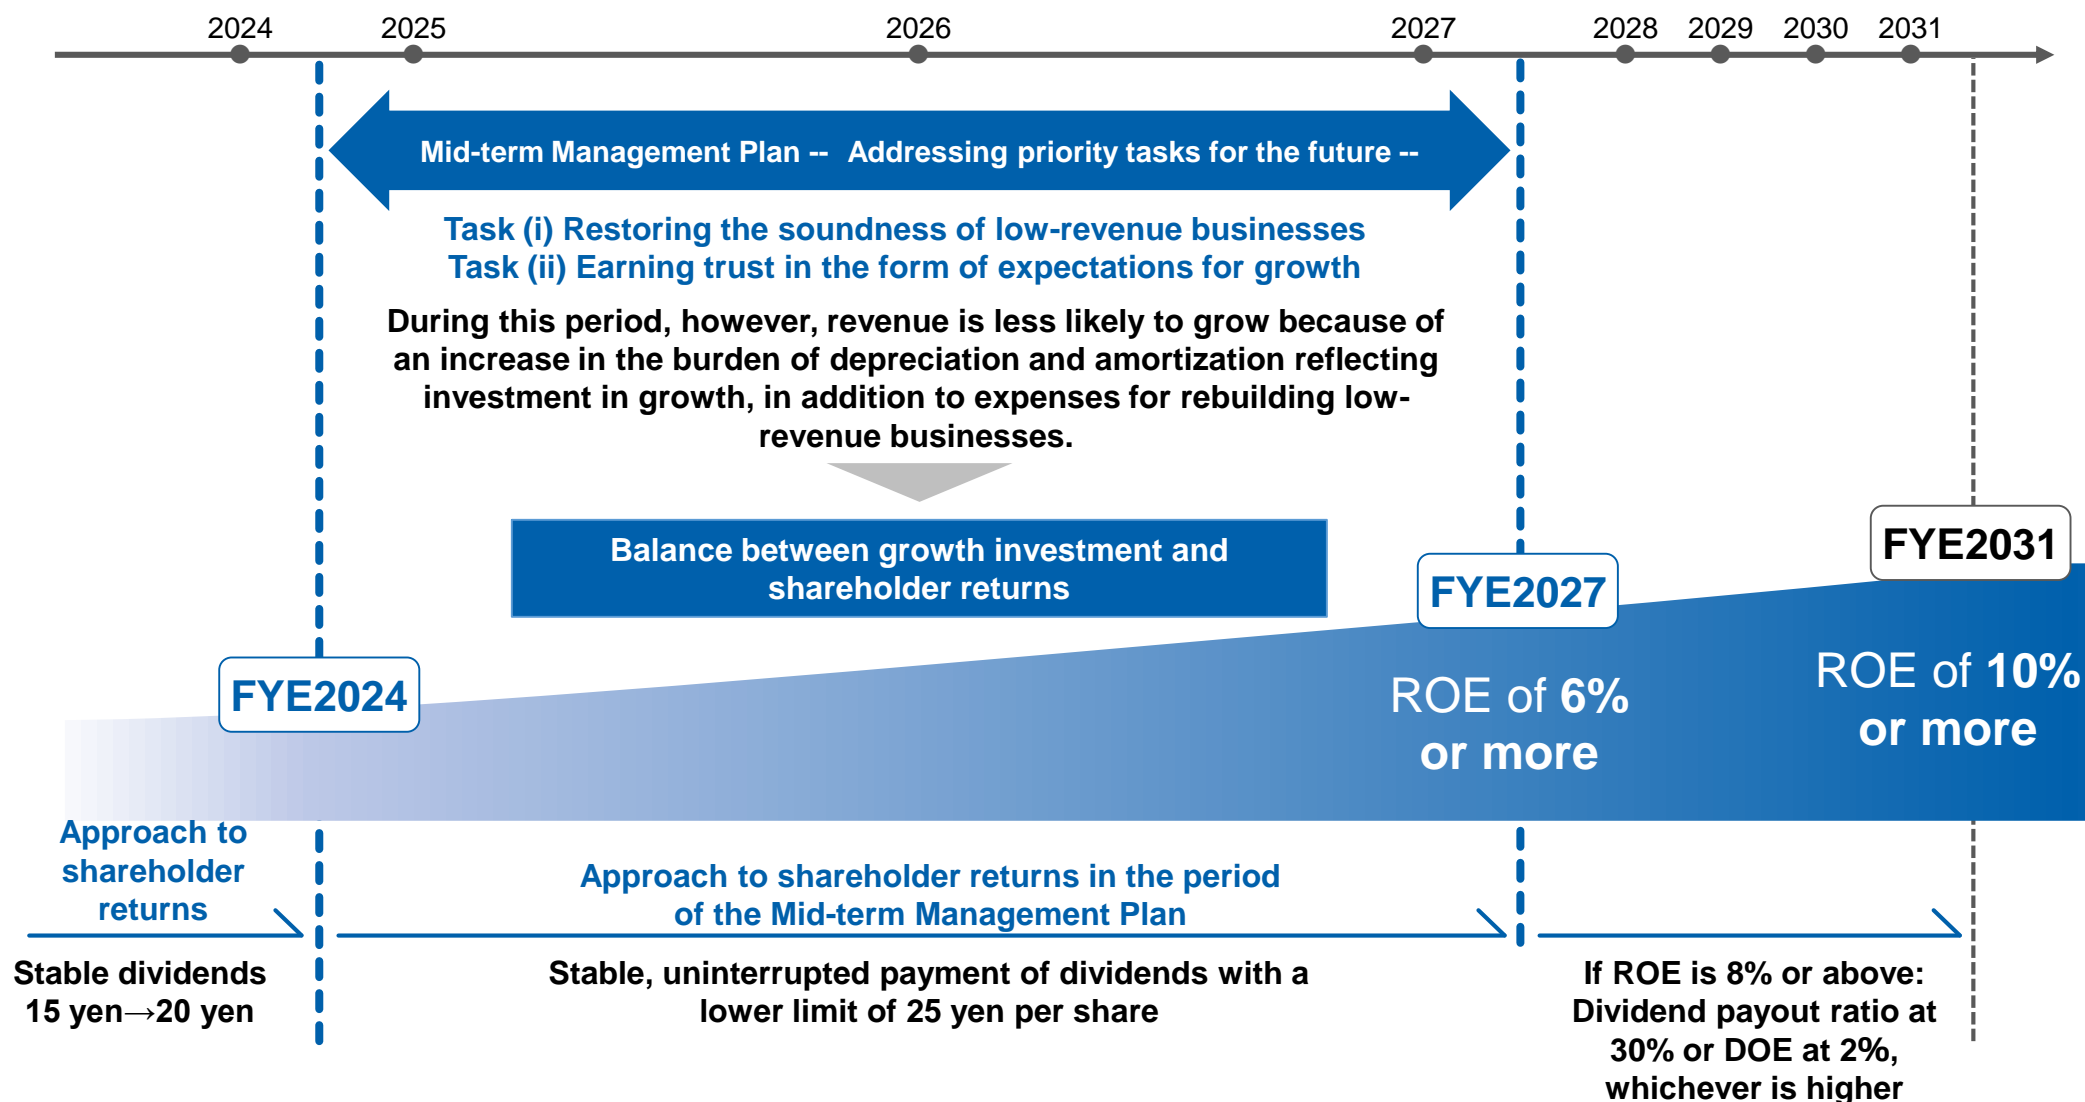 2024 2025 2026 2027 2028 2029 2030 2031
Mid-term Management Plan -- Addressing priority tasks for the future --
Task (i) Restoring the soundness of low-revenue businesses
Task (ii) Earning trust in the form of expectations for growth
During this period, however, revenue is less likely to grow because of
an increase in the burden of depreciation and amortization reflecting
investment in growth, in addition to expenses for rebuilding low-
revenue businesses.
Balance between growth investment and
shareholder returns
FYE2024
FYE2027
FYE2031
ROE of 6%
or more
ROE of 10%
or more
Approach to
shareholder
returns
Stable dividends
15 yen→20 yen
Approach to shareholder returns in the period
of the Mid-term Management Plan
Stable, uninterrupted payment of dividends with a
lower limit of 25 yen per share
If ROE is 8% or above:
Dividend payout ratio at
30% or DOE at 2%,
whichever is higher